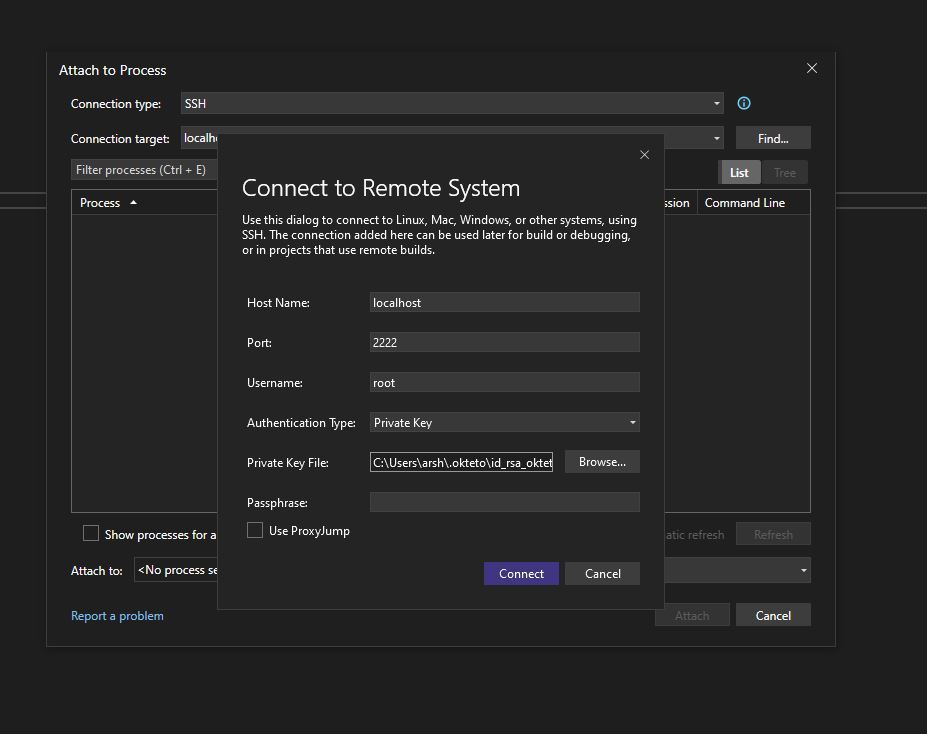 Attach to Process
Connection type: SSH
Connection target: localh Find...
Filter processes (Ctrl + E) List Tree
Process ssion Command Line
Connect to Remote System
Use this dialog to connect to Linux, Mac, Windows, or other systems, using
SSH. The connection added here can be used later for build or debugging,
or in projects that use remote builds.
Host Name: localhost
Port: 2222
Username: root
Authentication Type: Private Key
Private Key File: C:\Users\arsh\.okteto\id_rsa_oktet Browse...
Passphrase:
Use ProxyJump
Show processes for a atic refresh Refresh
Attach to: <No process se
Connect Cancel
Report a problem Attach Cancel